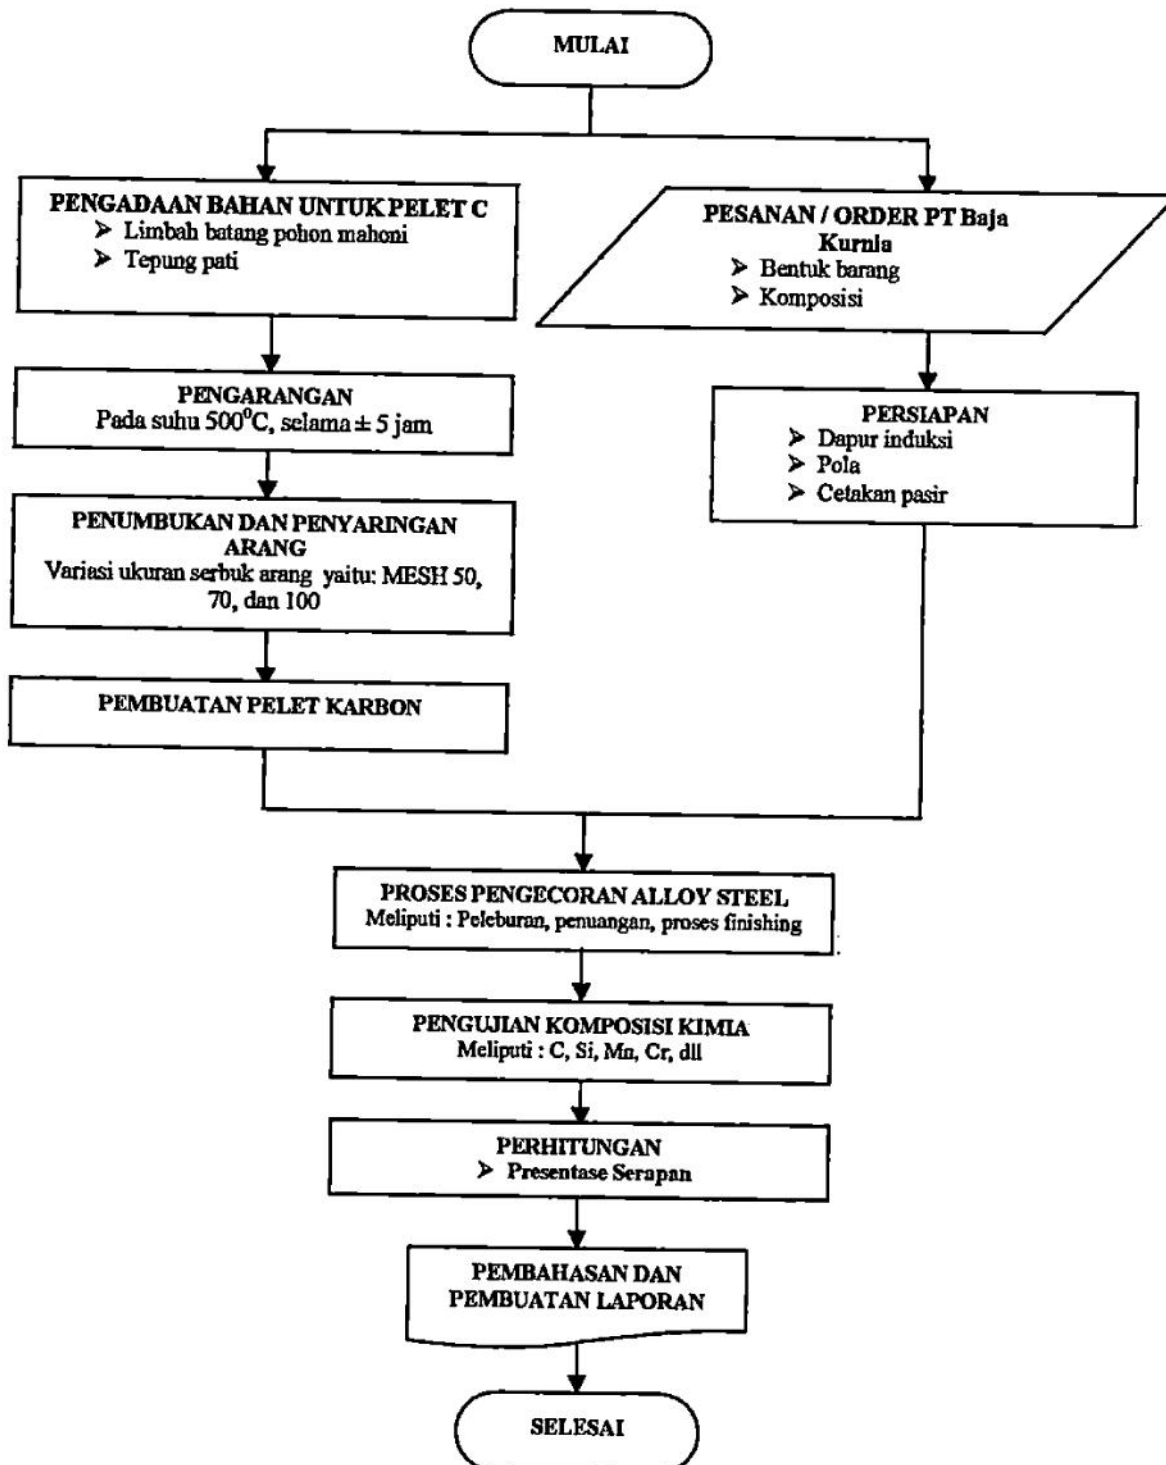 MULAI
PENGADAAN BAHAN UNTUK PELET C
➤ Limbah batang pohon mahoni
➤ Tepung pati
PESANAN / ORDER PT Baja
Kurnia
➤ Bentuk barang
➤ Komposisi
PENGARANGAN
Pada suhu 500⁰C, selama ± 5 jam
PERSIAPAN
➤ Dapur induksi
➤ Pola
➤ Cetakan pasir
PENUMBUKAN DAN PENYARINGAN
ARANG
Variasi ukuran serbuk arang yaitu: MESH 50,
70, dan 100
PEMBUATAN PELET KARBON
PROSES PENGECORAN ALLOY STEEL
Meliputi : Peleburan, penuangan, proses finishing
PENGUJIAN KOMPOSISI KIMIA
Meliputi : C, Si, Mn, Cr, dll
PERHITUNGAN
➤ Presentase Serapan
PEMBAHASAN DAN
PEMBUATAN LAPORAN
SELESAI